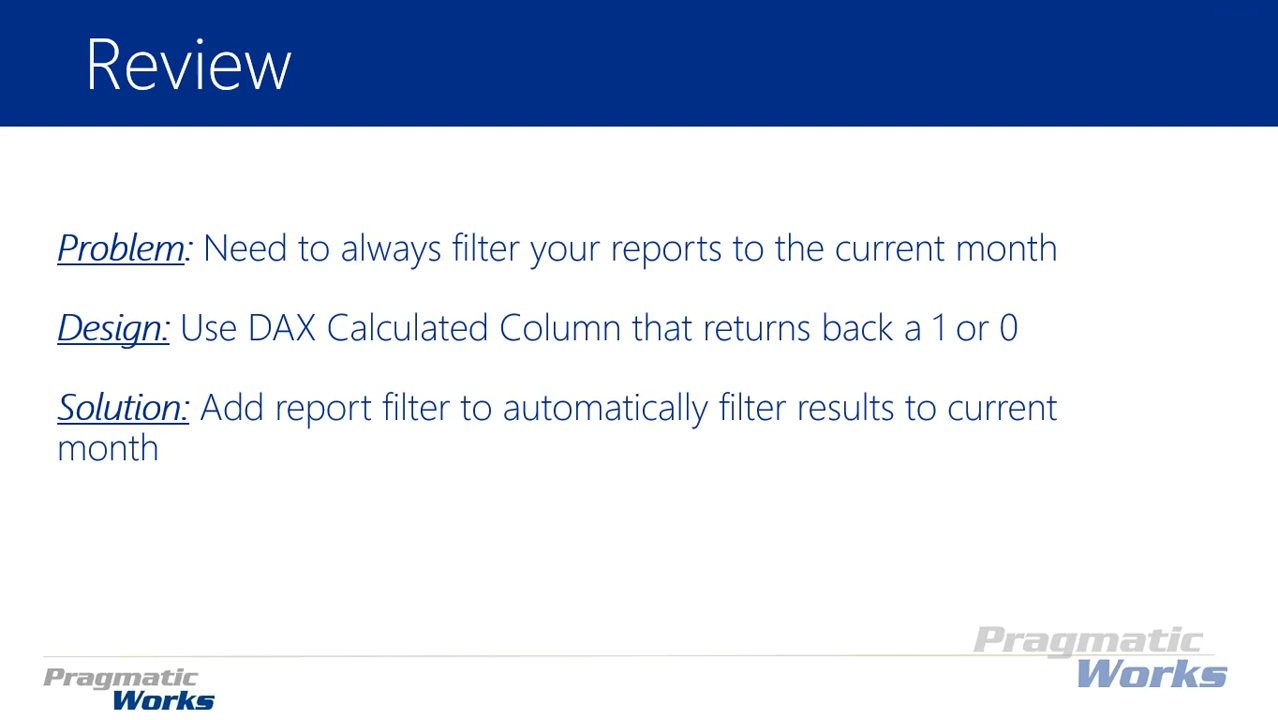 Review
Problem: Need to always filter your reports to the current month
Design: Use DAX Calculated Column that returns back a 1 or 0
Solution: Add report filter to automatically filter results to current
month
Pragmatic
Works
Pragmatic
Works